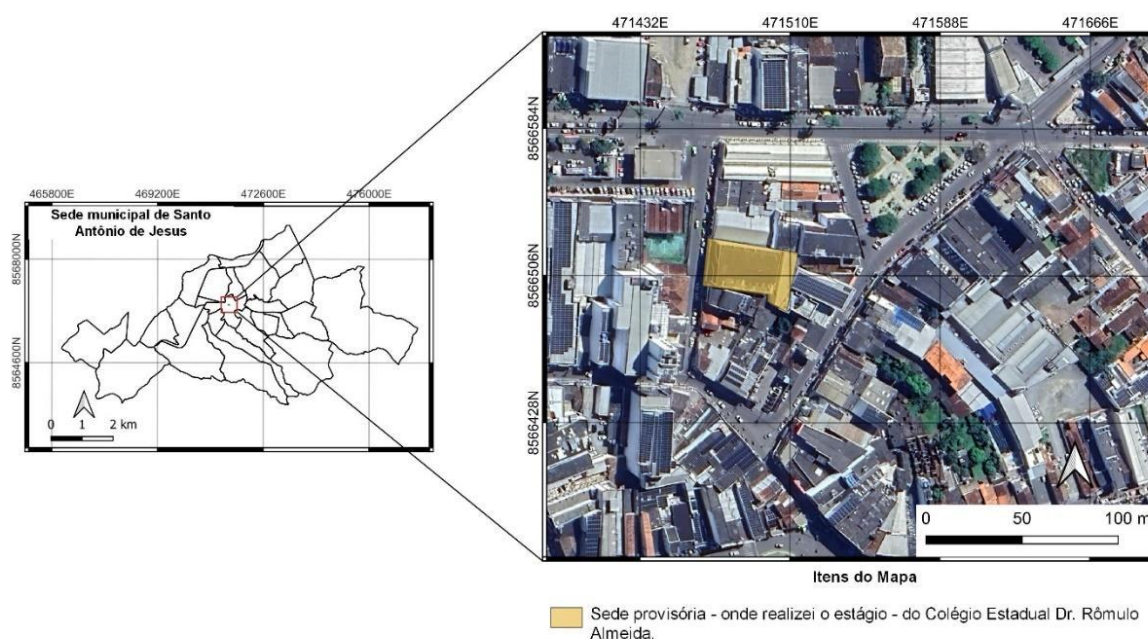 471432E 471510E 471588E 471666E
8566584N
8566506N
8566428N
465800E 469200E 472600E 476000E
Sede municipal de Santo
Antônio de Jesus
8568000N
8564600N
0 1 2 km
0 50 100 m
Itens do Mapa
Sede provisória - onde realizei o estágio - do Colégio Estadual Dr. Rômulo
Almeida.